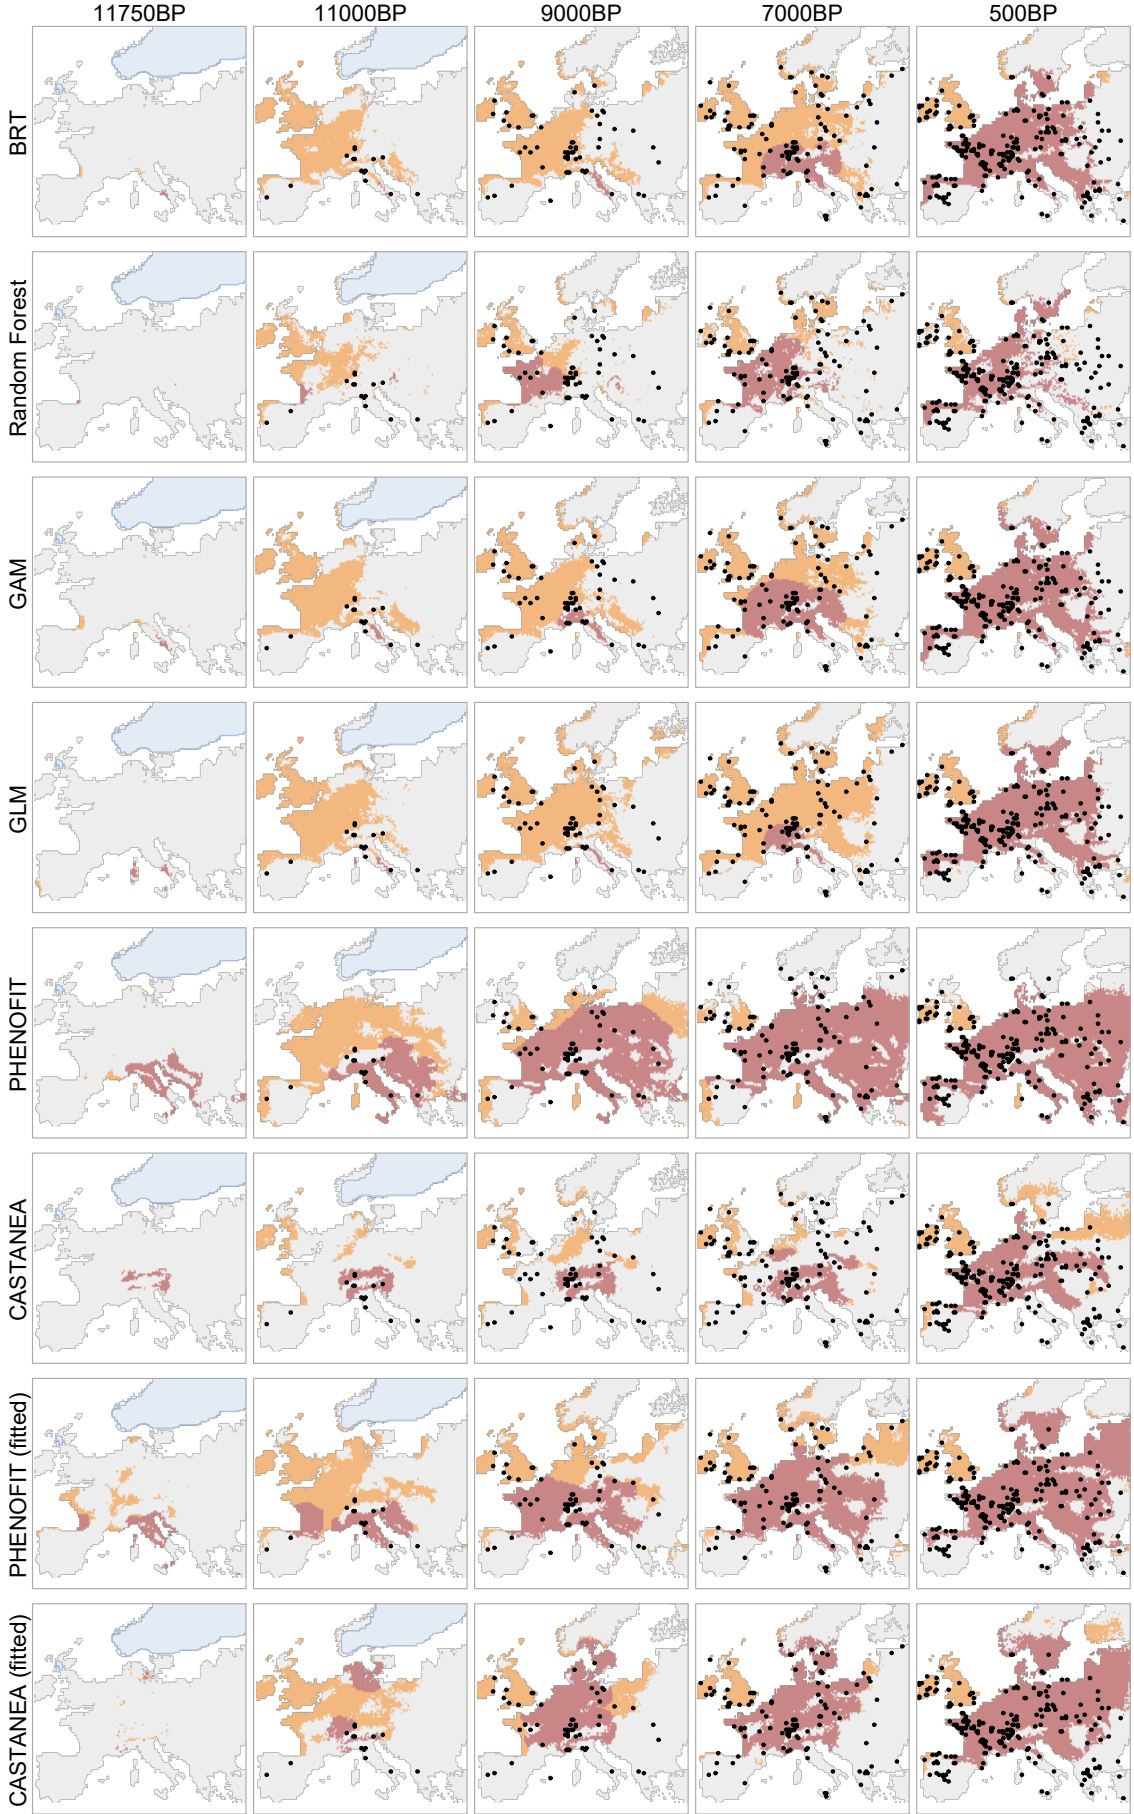 11750BP 11000BP 9000BP 7000BP 500BP
BRT
Random Forest
GAM
GLM
PHENOFIT
CASTANEA
PHENOFIT (fitted)
CASTANEA (fitted)